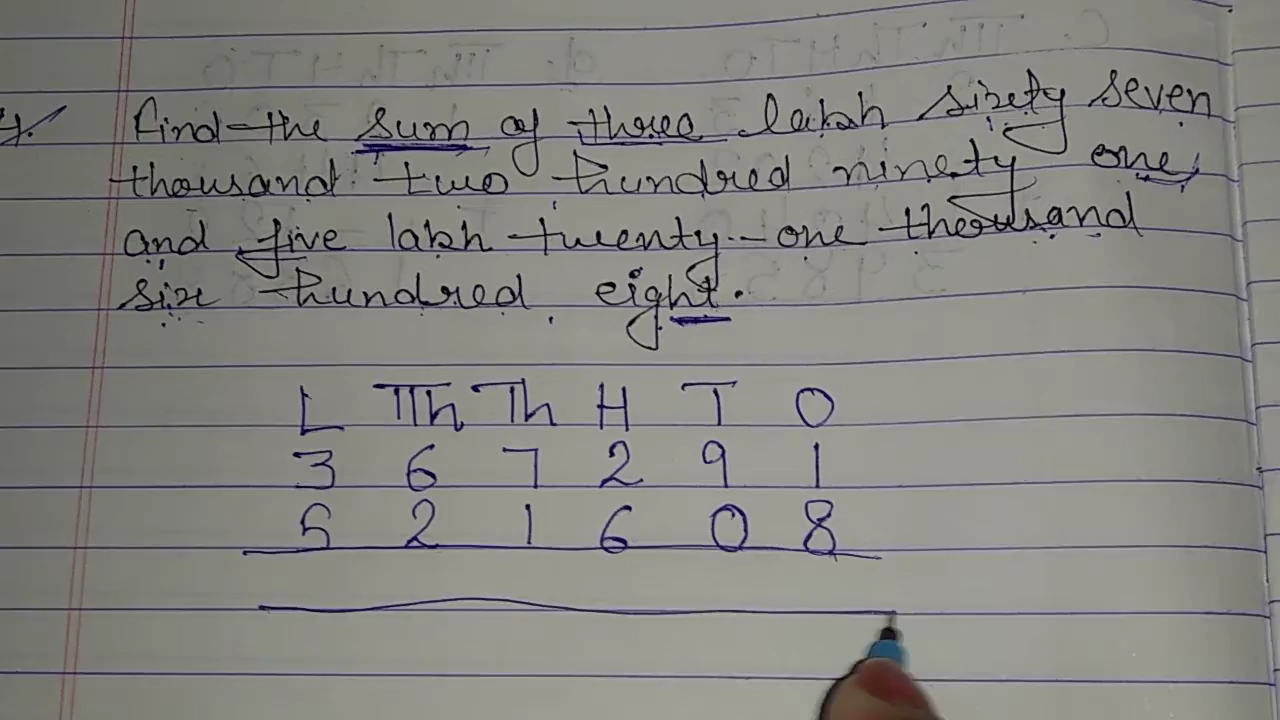 4. Find the sum of three lakh sixty seven
thousand two hundred ninety one,
and five lakh twenty-one thousand
six hundred eight.
L TTh Th H T O
3 6 7 2 9 1
5 2 1 6 0 8